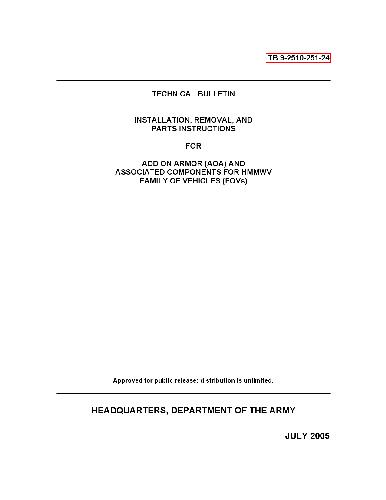 TB 9-2510-251-24
TECHNICAL BULLETIN
INSTALLATION, REMOVAL, AND
PARTS INSTRUCTIONS
FOR
ADD ON ARMOR (AOA) AND
ASSOCIATED COMPONENTS FOR HMMWV
FAMILY OF VEHICLES (FOVs)
Approved for public release; distribution is unlimited.
HEADQUARTERS, DEPARTMENT OF THE ARMY
JULY 2005